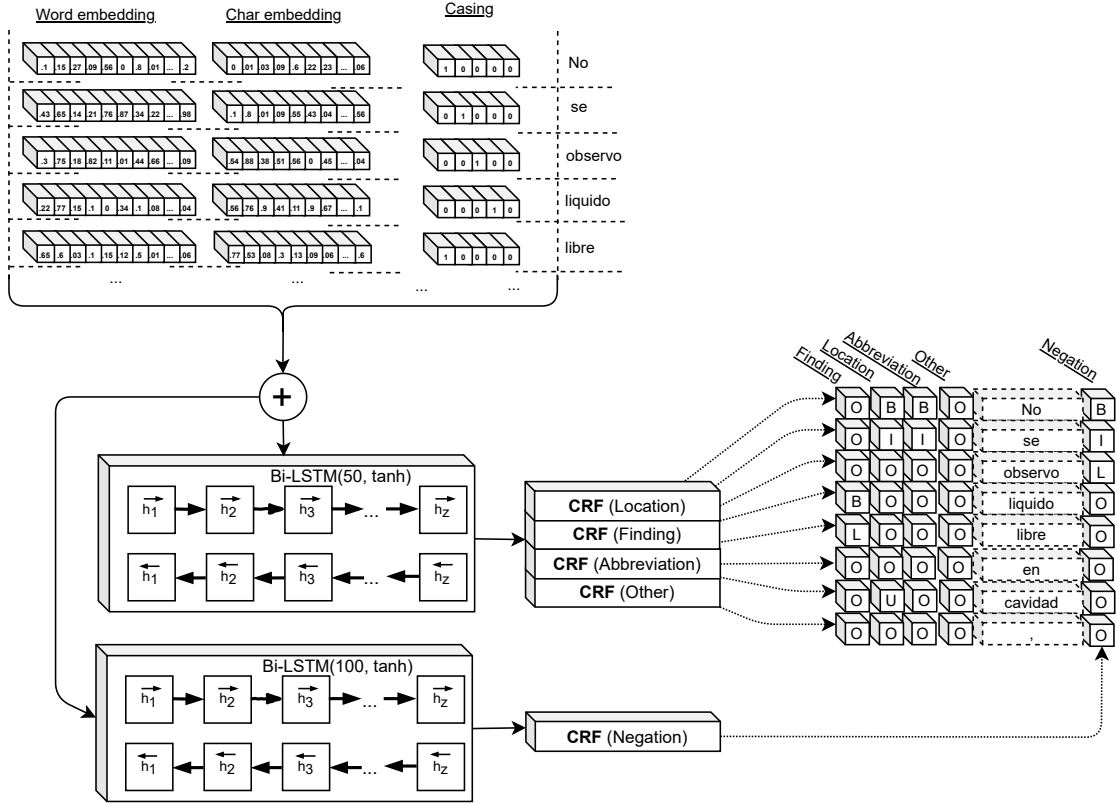 Word embedding Char embedding Casing
.1 .15 .27 .09 .56 0 .8 .01 ... .2 0 .01 .03 .09 .6 .22 .23 ... .06 1 0 0 0 0 No
.43 .65 .14 .21 .76 .87 .34 .22 ... .98 .1 .8 .01 .09 .55 .43 .04 ... .56 0 1 0 0 0 se
.3 .75 .18 .82 .11 .01 .44 .66 ... .09 .54 .88 .38 .51 .56 0 .45 ... .04 0 0 1 0 0 observo
.22 .77 .15 .1 0 .34 .1 .08 ... .04 .56 .76 .9 .41 .11 .9 .67 ... .1 0 0 0 1 0 liquido
.65 .6 .03 .1 .15 .12 .5 .01 ... .06 .77 .53 .08 .3 .13 .09 .06 ... .6 1 0 0 0 0 libre
... ... ... ...
+
Finding Location Abbreviation Other Negation
O B B O No B
O I I O se I
O O O O observo L
B O O O liquido O
L O O O libre O
O O O O en O
O U O O cavidad O
O O O O , O
Bi-LSTM(50, tanh)
h1 h2 h3 ... hz
h1 h2 h3 ... hz
CRF (Location)
CRF (Finding)
CRF (Abbreviation)
CRF (Other)
Bi-LSTM(100, tanh)
h1 h2 h3 ... hz
h1 h2 h3 ... hz
CRF (Negation)